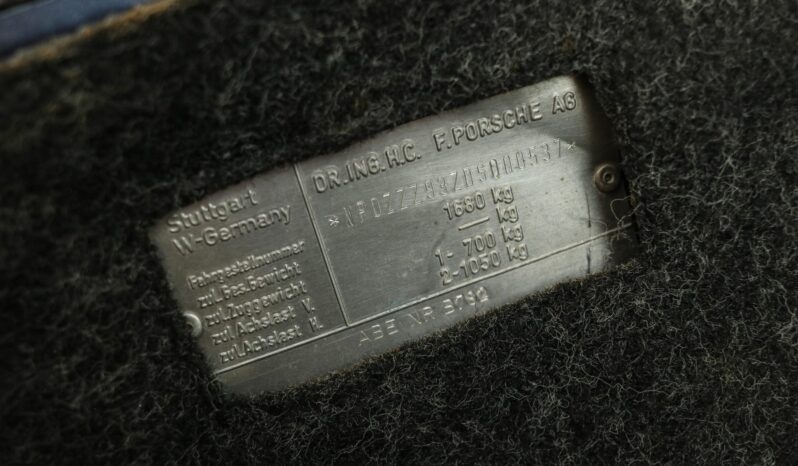 DR.ING.H.C. F.PORSCHE AG
Stuttgart
W-Germany
Fahrgestellnummer
zul.Ges.Gewicht 1680 kg
zul.Zuggewicht — kg
zul.Achslast V. 1- 700 kg
zul.Achslast H. 2-1050 kg
ABE NR